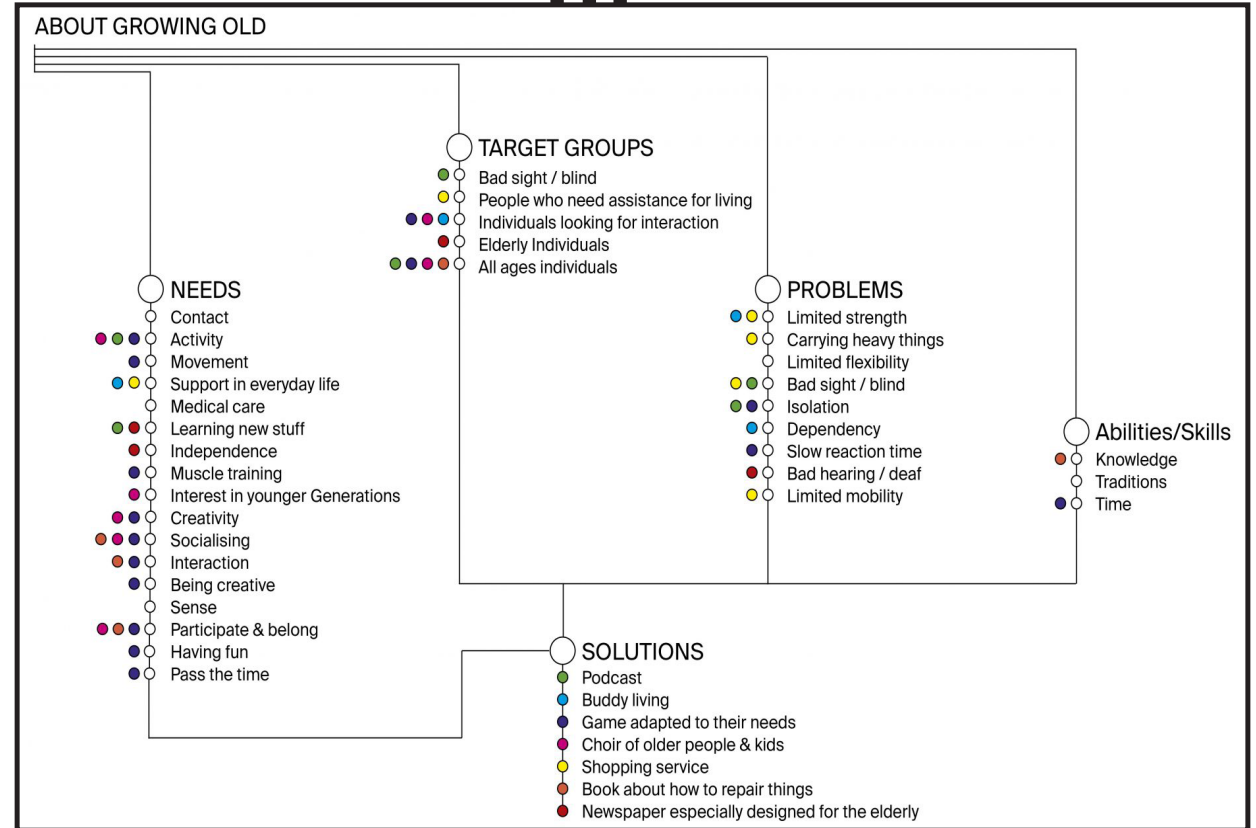 ABOUT GROWING OLD
TARGET GROUPS
Bad sight / blind
People who need assistance for living
Individuals looking for interaction
Elderly Individuals
All ages individuals
NEEDS
Contact
Activity
Movement
Support in everyday life
Medical care
Learning new stuff
Independence
Muscle training
Interest in younger Generations
Creativity
Socialising
Interaction
Being creative
Sense
Participate & belong
Having fun
Pass the time
PROBLEMS
Limited strength
Carrying heavy things
Limited flexibility
Bad sight / blind
Isolation
Dependency
Slow reaction time
Bad hearing / deaf
Limited mobility
Abilities/Skills
Knowledge
Traditions
Time
SOLUTIONS
Podcast
Buddy living
Game adapted to their needs
Choir of older people & kids
Shopping service
Book about how to repair things
Newspaper especially designed for the elderly